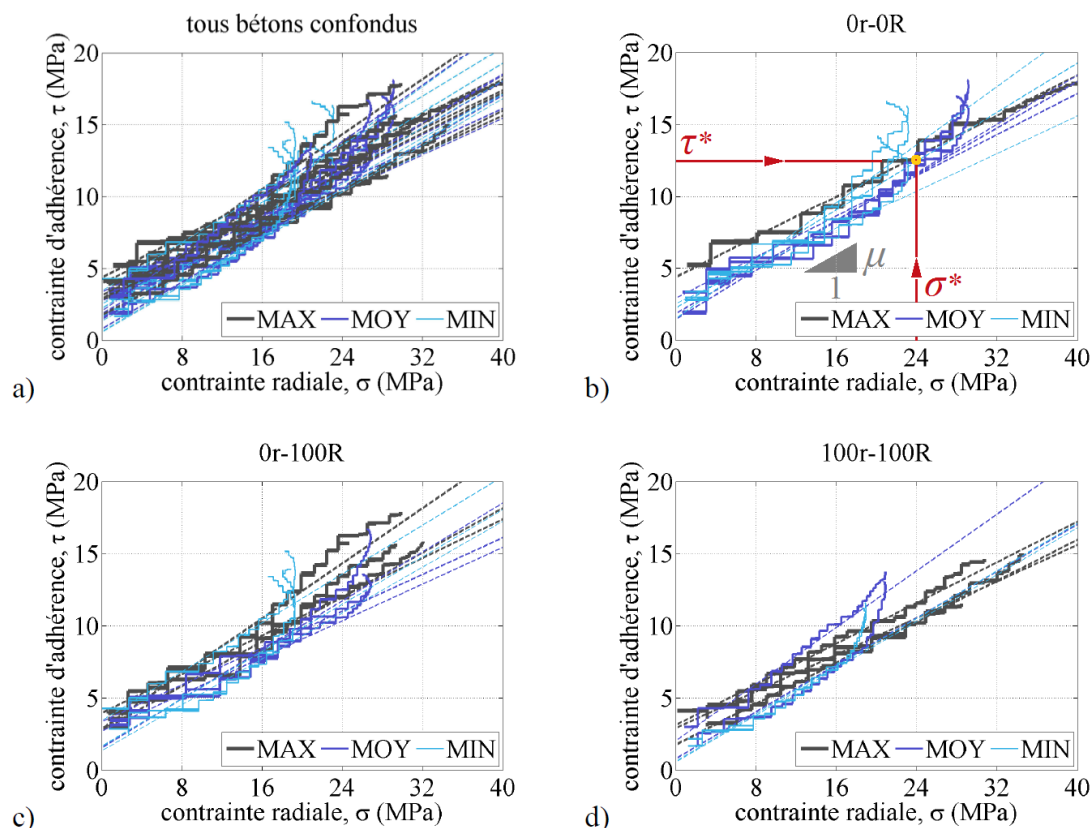 tous bétons confondus
contrainte d'adhérence, τ (MPa)
20
15
10
5
0
0 8 16 24 32 40
MAX MOY MIN
contrainte radiale, σ (MPa)
a)
0r-0R
contrainte d'adhérence, τ (MPa)
20
15
10
5
0
τ*
μ
1
σ*
0 8 16 24 32 40
MAX MOY MIN
contrainte radiale, σ (MPa)
b)
0r-100R
contrainte d'adhérence, τ (MPa)
20
15
10
5
0
0 8 16 24 32 40
MAX MOY MIN
contrainte radiale, σ (MPa)
c)
100r-100R
contrainte d'adhérence, τ (MPa)
20
15
10
5
0
0 8 16 24 32 40
MAX MOY MIN
contrainte radiale, σ (MPa)
d)